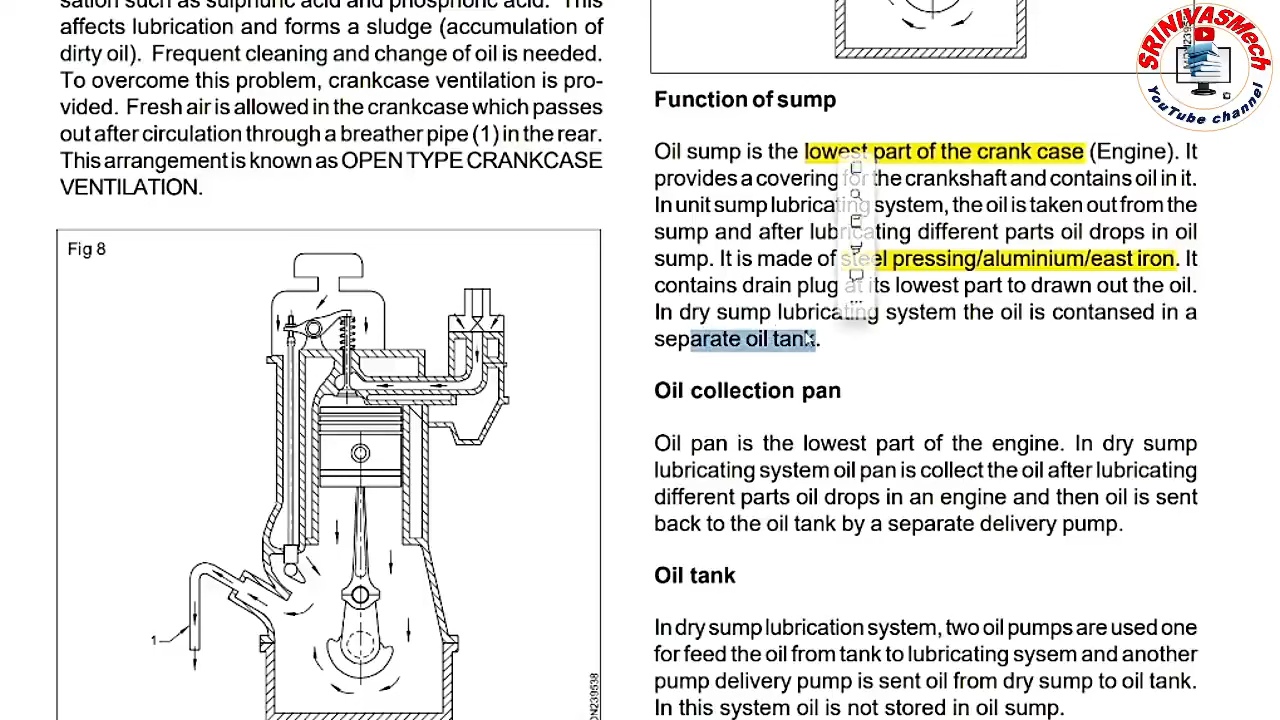 sation such as sulphuric acid and phosphoric acid. This
affects lubrication and forms a sludge (accumulation of
dirty oil). Frequent cleaning and change of oil is needed.
To overcome this problem, crankcase ventilation is pro-
vided. Fresh air is allowed in the crankcase which passes
out after circulation through a breather pipe (1) in the rear.
This arrangement is known as OPEN TYPE CRANKCASE
VENTILATION.
Fig 8
1
Function of sump
Oil sump is the lowest part of the crank case (Engine). It
provides a covering for the crankshaft and contains oil in it.
In unit sump lubricating system, the oil is taken out from the
sump and after lubricating different parts oil drops in oil
sump. It is made of steel pressing/aluminium/east iron. It
contains drain plug at its lowest part to drawn out the oil.
In dry sump lubricating system the oil is contansed in a
separate oil tank.
Oil collection pan
Oil pan is the lowest part of the engine. In dry sump
lubricating system oil pan is collect the oil after lubricating
different parts oil drops in an engine and then oil is sent
back to the oil tank by a separate delivery pump.
Oil tank
In dry sump lubrication system, two oil pumps are used one
for feed the oil from tank to lubricating sysem and another
pump delivery pump is sent oil from dry sump to oil tank.
In this system oil is not stored in oil sump.
SRINIVASMech
YouTube channel